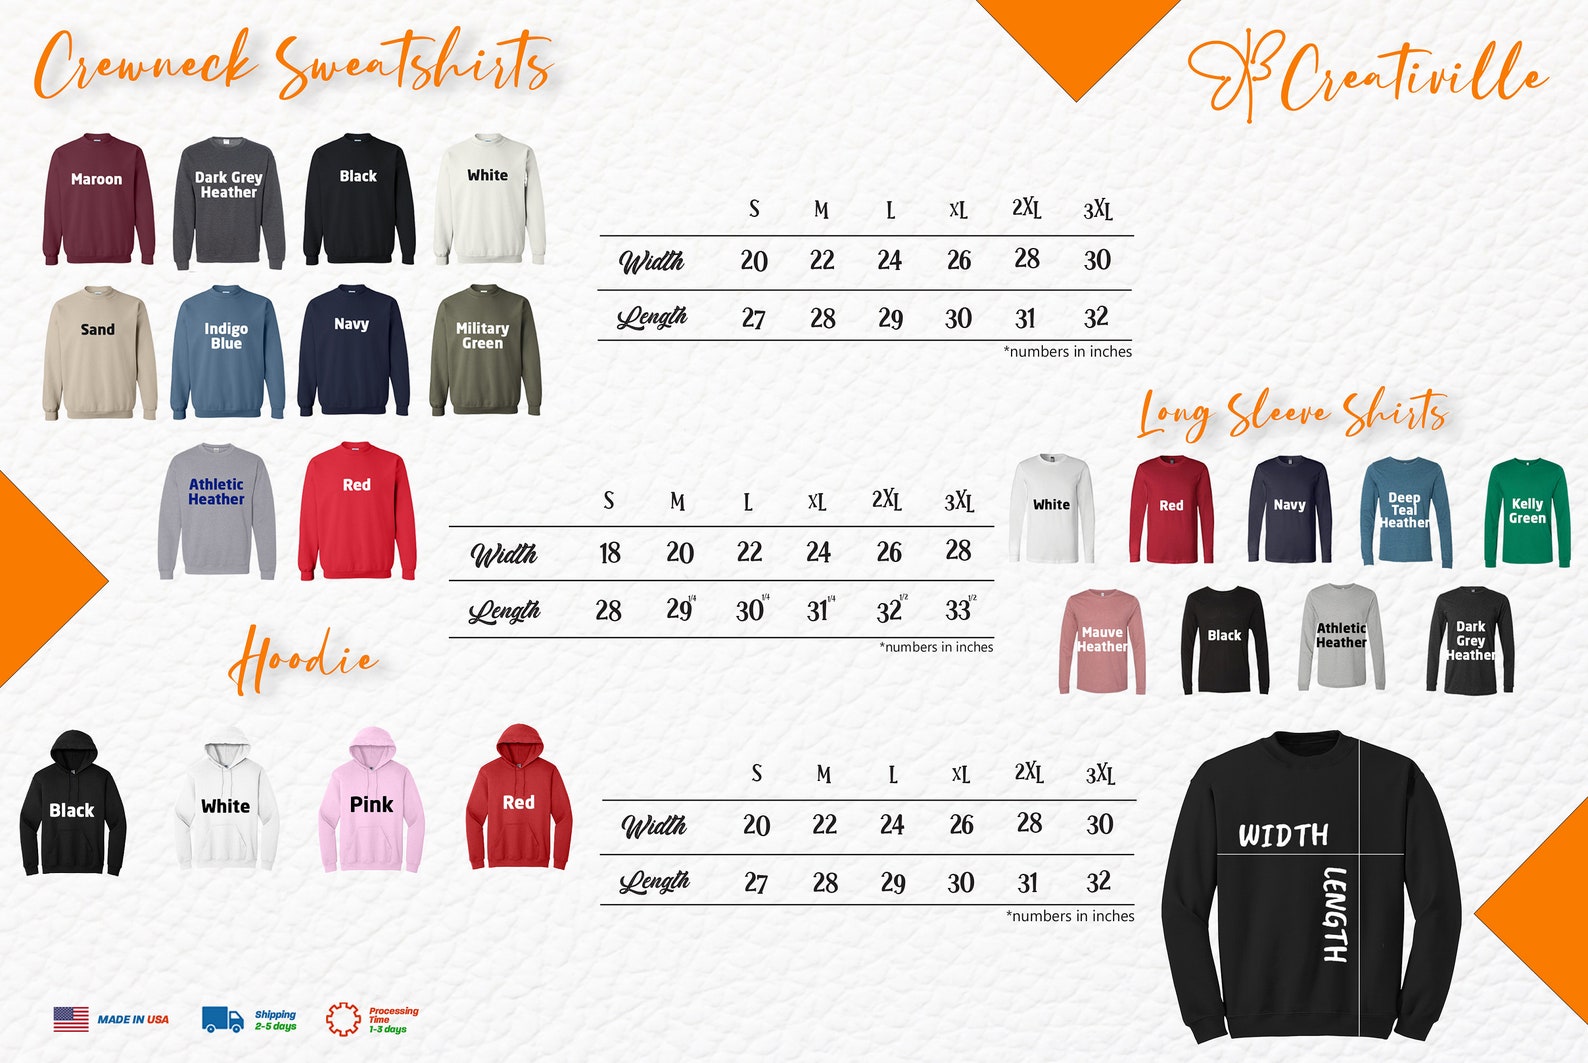 Crewneck Sweatshirts
Creativille
Maroon
Dark Grey
Heather
Black
White
Sand
Indigo
Blue
Navy
Military
Green
Athletic
Heather
Red
S M L XL 2XL 3XL
Width 20 22 24 26 28 30
Length 27 28 29 30 31 32
*numbers in inches
Long Sleeve Shirts
White
Red
Navy
Deep
Teal
Heather
Kelly
Green
Mauve
Heather
Black
Athletic
Heather
Dark
Grey
Heather
S M L XL 2XL 3XL
Width 18 20 22 24 26 28
Length 28 29 1/4 30 1/4 31 1/4 32 1/2 33 1/2
*numbers in inches
Hoodie
Black
White
Pink
Red
S M L XL 2XL 3XL
Width 20 22 24 26 28 30
Length 27 28 29 30 31 32
*numbers in inches
WIDTH
LENGTH
MADE IN USA
Shipping
2-5 days
Processing
Time
1-3 days